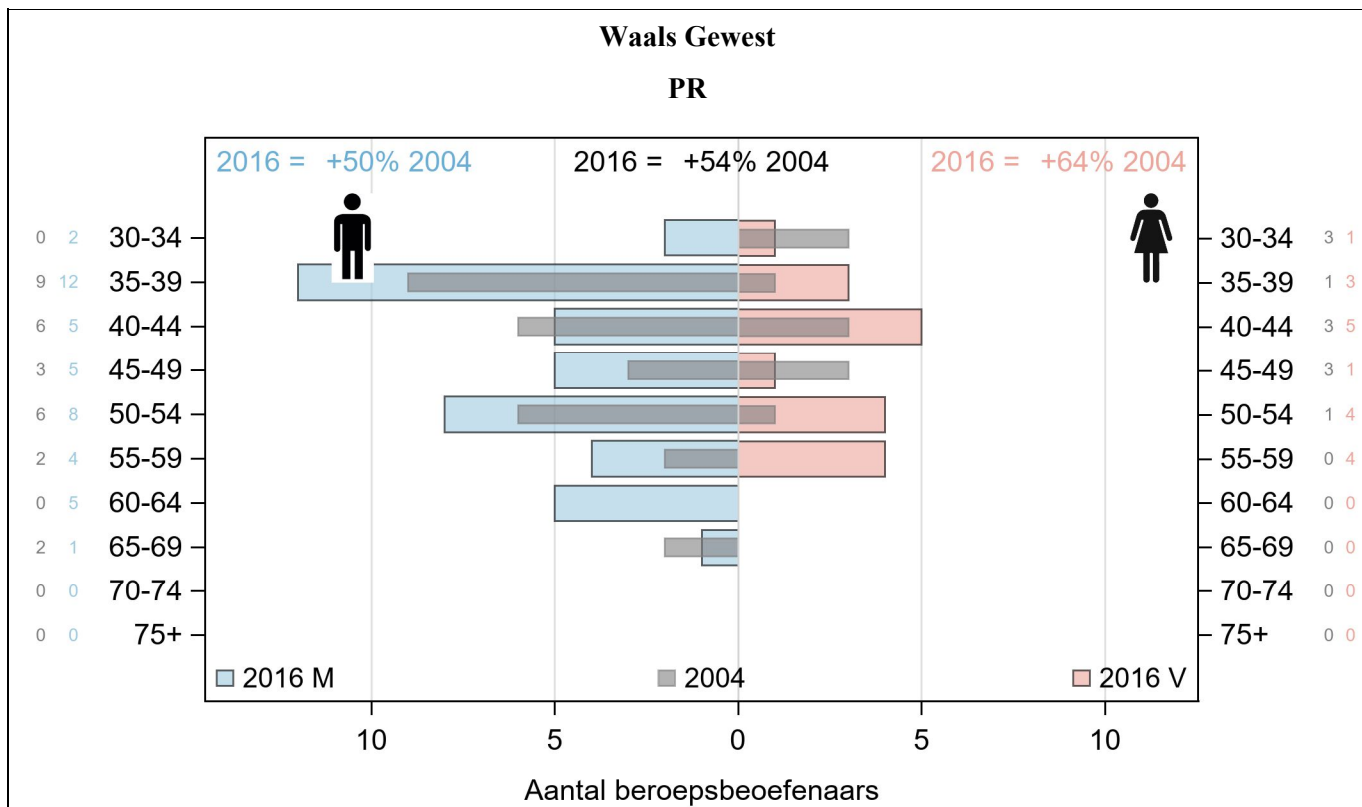 Waals Gewest
PR
2016 = +50% 2004 2016 = +54% 2004 2016 = +64% 2004
0 2 30-34 30-34 3 1
9 12 35-39 35-39 1 3
6 5 40-44 40-44 3 5
3 5 45-49 45-49 3 1
6 8 50-54 50-54 1 4
2 4 55-59 55-59 0 4
0 5 60-64 60-64 0 0
2 1 65-69 65-69 0 0
0 0 70-74 70-74 0 0
0 0 75+ 75+ 0 0
2016 M 2004 2016 V
10 5 0 5 10
Aantal beroepsbeoefenaars